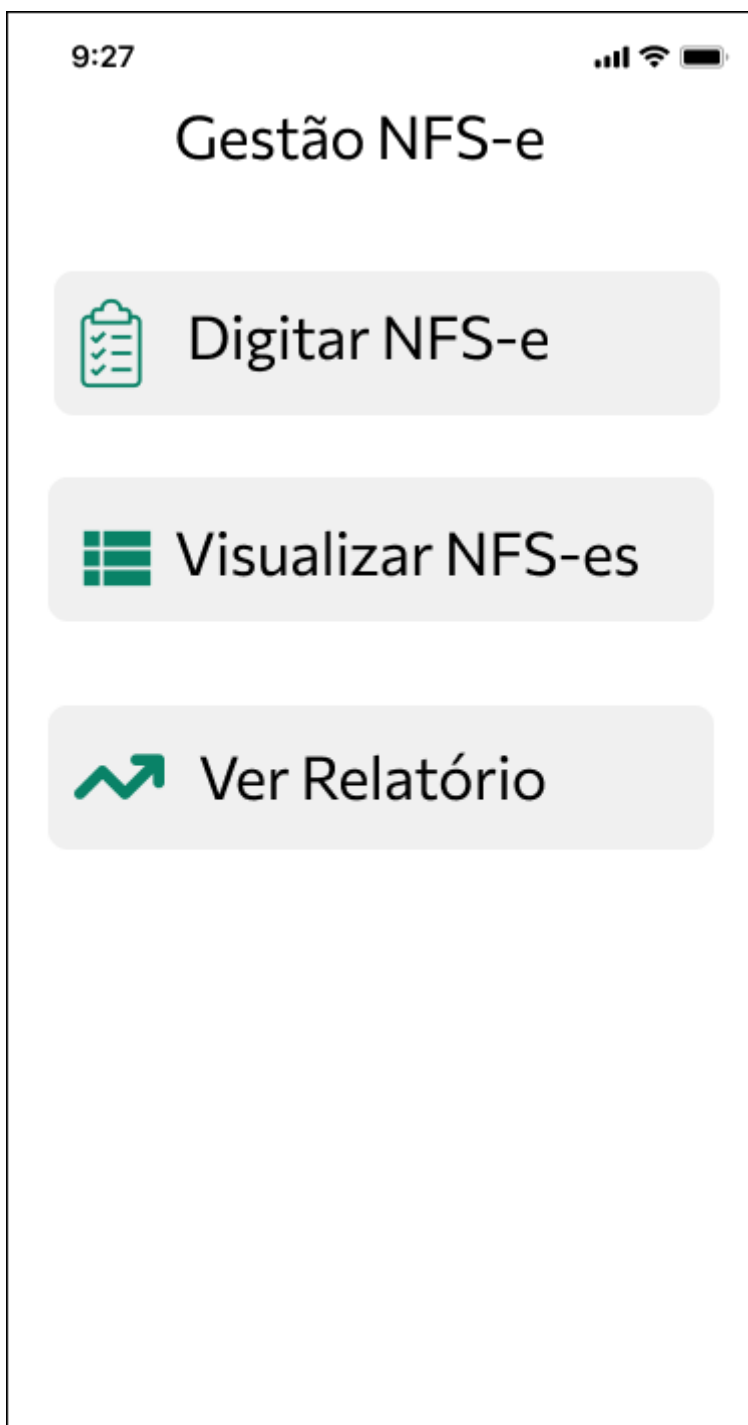 9:27
Gestão NFS-e
Digitar NFS-e
Visualizar NFS-es
Ver Relatório